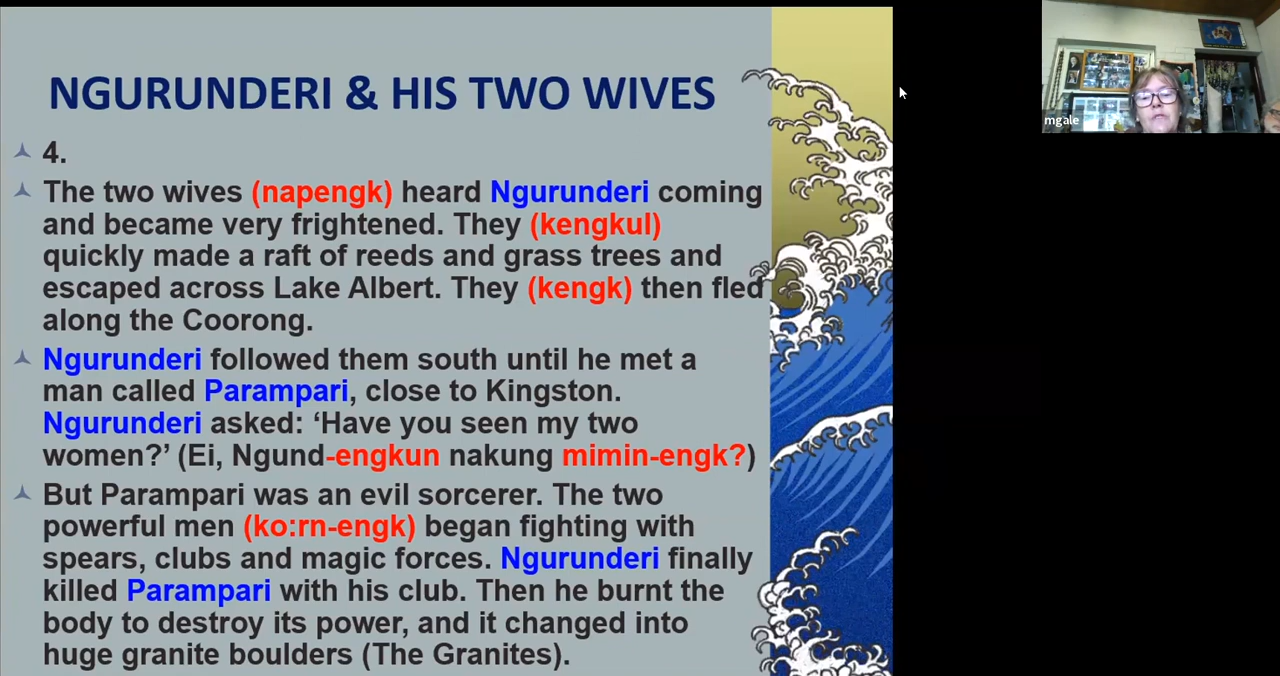 NGURUNDERI & HIS TWO WIVES
4.
The two wives (napengk) heard Ngurunderi coming
and became very frightened. They (kengkul)
quickly made a raft of reeds and grass trees and
escaped across Lake Albert. They (kengk) then fled
along the Coorong.
Ngurunderi followed them south until he met a
man called Parampari, close to Kingston.
Ngurunderi asked: ‘Have you seen my two
women?’ (Ei, Ngund-engkun nakung mimin-engk?)
But Parampari was an evil sorcerer. The two
powerful men (ko:rn-engk) began fighting with
spears, clubs and magic forces. Ngurunderi finally
killed Parampari with his club. Then he burnt the
body to destroy its power, and it changed into
huge granite boulders (The Granites).
mgale